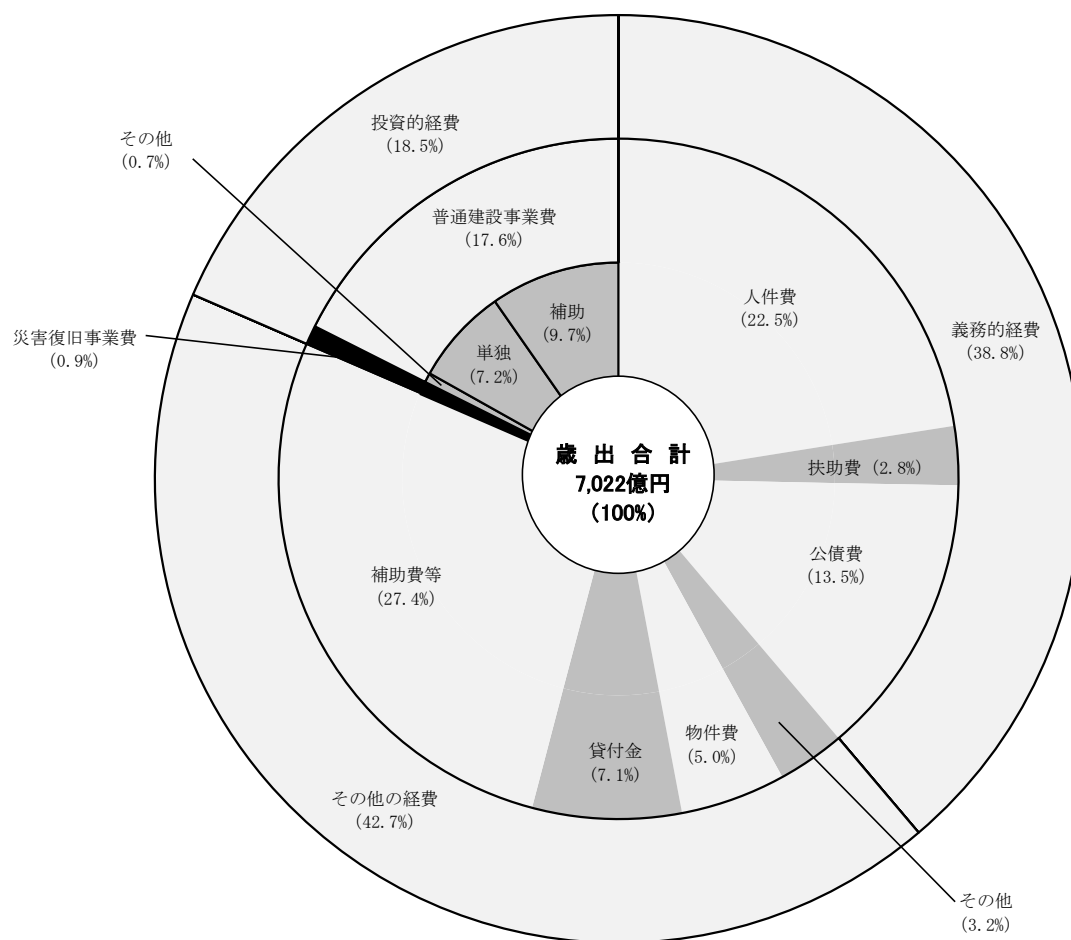 投資的経費
(18.5%)
その他
(0.7%)
普通建設事業費
(17.6%)
補助
(9.7%)
単独
(7.2%)
人件費
(22.5%)
義務的経費
(38.8%)
災害復旧事業費
(0.9%)
歳出合計
7,022億円
(100%)
扶助費 (2.8%)
公債費
(13.5%)
補助費等
(27.4%)
物件費
(5.0%)
貸付金
(7.1%)
その他の経費
(42.7%)
その他
(3.2%)